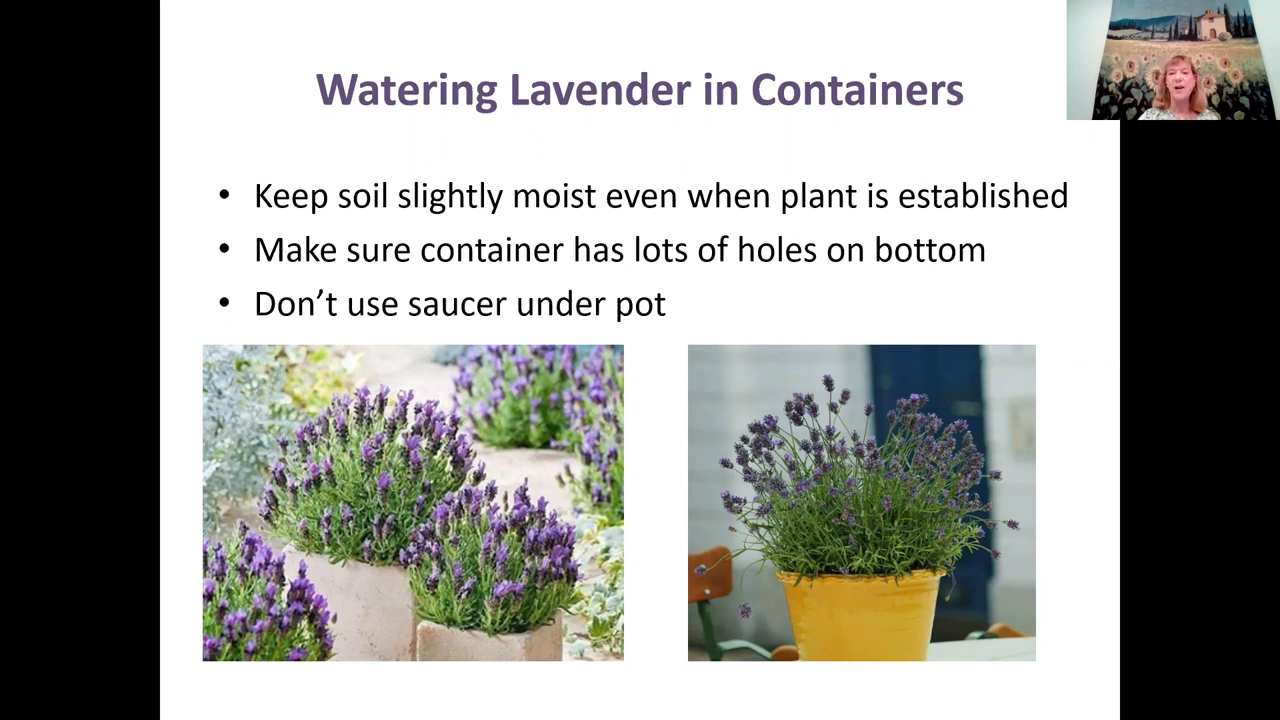 Watering Lavender in Containers
• Keep soil slightly moist even when plant is established
• Make sure container has lots of holes on bottom
• Don’t use saucer under pot